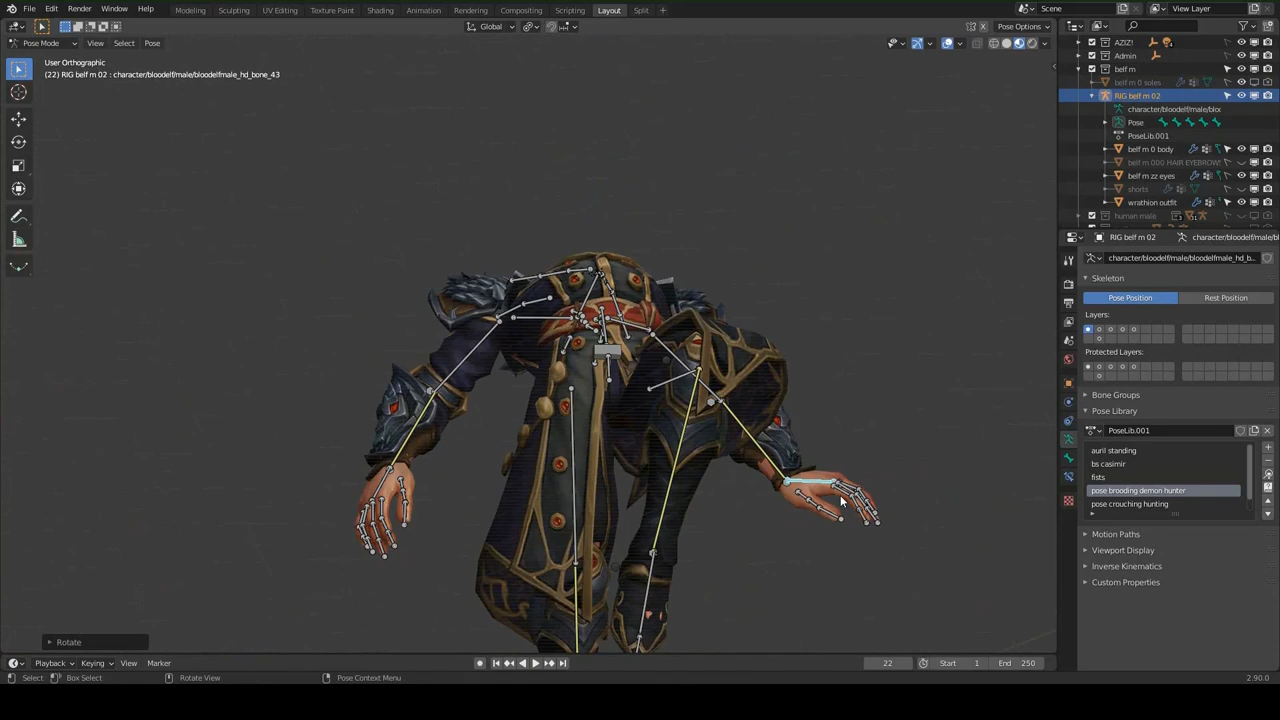 File Edit Render Window Help
Modeling Sculpting UV Editing Texture Paint Shading Animation Rendering Compositing Scripting Layout Split
Scene View Layer
Global Pose Options
Pose Mode View Select Pose
User Orthographic
(22) RIG belf m 02 : character/bloodelf/male/bloodelfmale_hd_bone_43
AZIZ!
4
Admin
belf m
belf m 0 soles
RIG belf m 02
character/bloodelf/male/bloc
Pose
PoseLib.001
belf m 0 body
belf m 000 HAIR EYEBROWS
belf m zz eyes
shorts
wrathion outfit
human male
RIG belf m 02 character/bloodelf/male/bl
character/bloodelf/male/bloodelfmale_hd_b...
Skeleton
Pose Position Rest Position
Layers:
Protected Layers:
Bone Groups
Pose Library
PoseLib.001
auril standing
bs casimir
fists
pose brooding demon hunter
pose crouching hunting
Motion Paths
Viewport Display
Inverse Kinematics
Custom Properties
Rotate
Playback Keying View Marker 22 Start 1 End 250
Select Box Select Rotate View Pose Context Menu 2.90.0